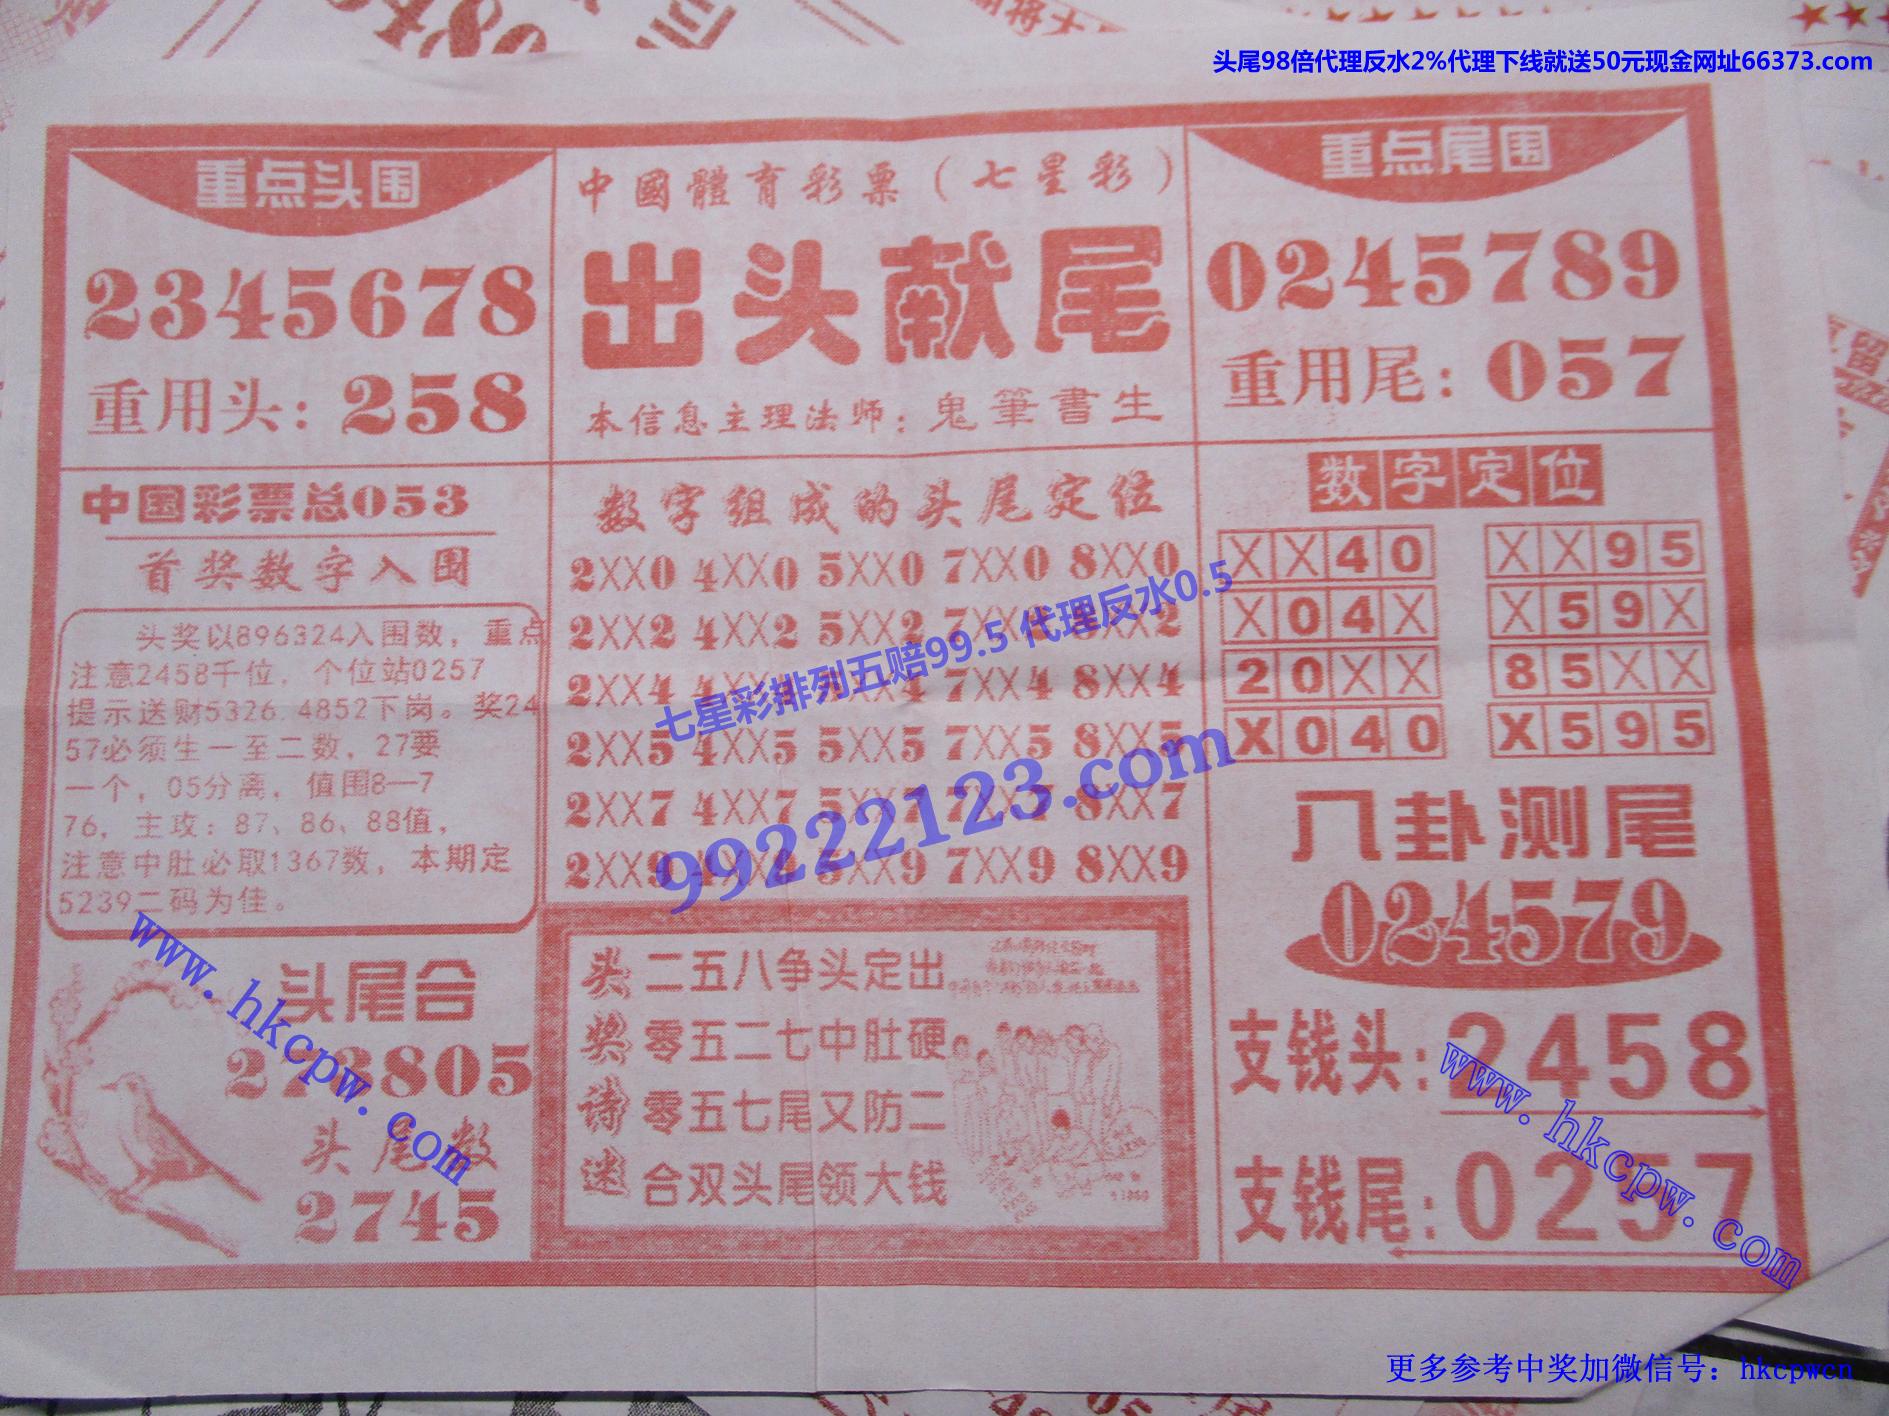 头尾98倍代理反水2%代理下线就送50元现金网址66373.com
重点头围
2345678
重用头：258
中國體育彩票（七星彩）
出头献尾
本信息主理法师：鬼筆書生
重点尾围
0245789
重用尾：057
中国彩票总053
首奖数字入围
头奖以896324入围数，重点
注意2458千位，个位站0257
提示送财5326.4852下岗。奖24
57必须生一至二数，27要
一个，05分离，值围8—7
76，主攻：87、86、88值，
注意中肚必取1367数，本期定
5239二码为佳。
头尾合
273805
头尾数
2745
数字组成的头尾定位
2XX0 4XX0 5XX0 7XX0 8XX0
2XX2 4XX2 5XX2 7XX2 8XX2
2XX4 4XX4 5XX4 7XX4 8XX4
2XX5 4XX5 5XX5 7XX5 8XX5
2XX7 4XX7 5XX7 7XX7 8XX7
2XX9 4XX9 5XX9 7XX9 8XX9
七星彩排列五赔99.5 代理反水0.5
99222123.com
头奖诗迷
二五八争头定出
零五二七中肚硬
零五七尾又防二
合双头尾领大钱
数字定位
XX40 XX95
X04X X59X
20XX 85XX
X040 X595
八卦测尾
024579
支钱头：2458
支钱尾：0257
www.hkcpw.com
www.hkcpw.com
更多参考中奖加微信号：hkcpwcn